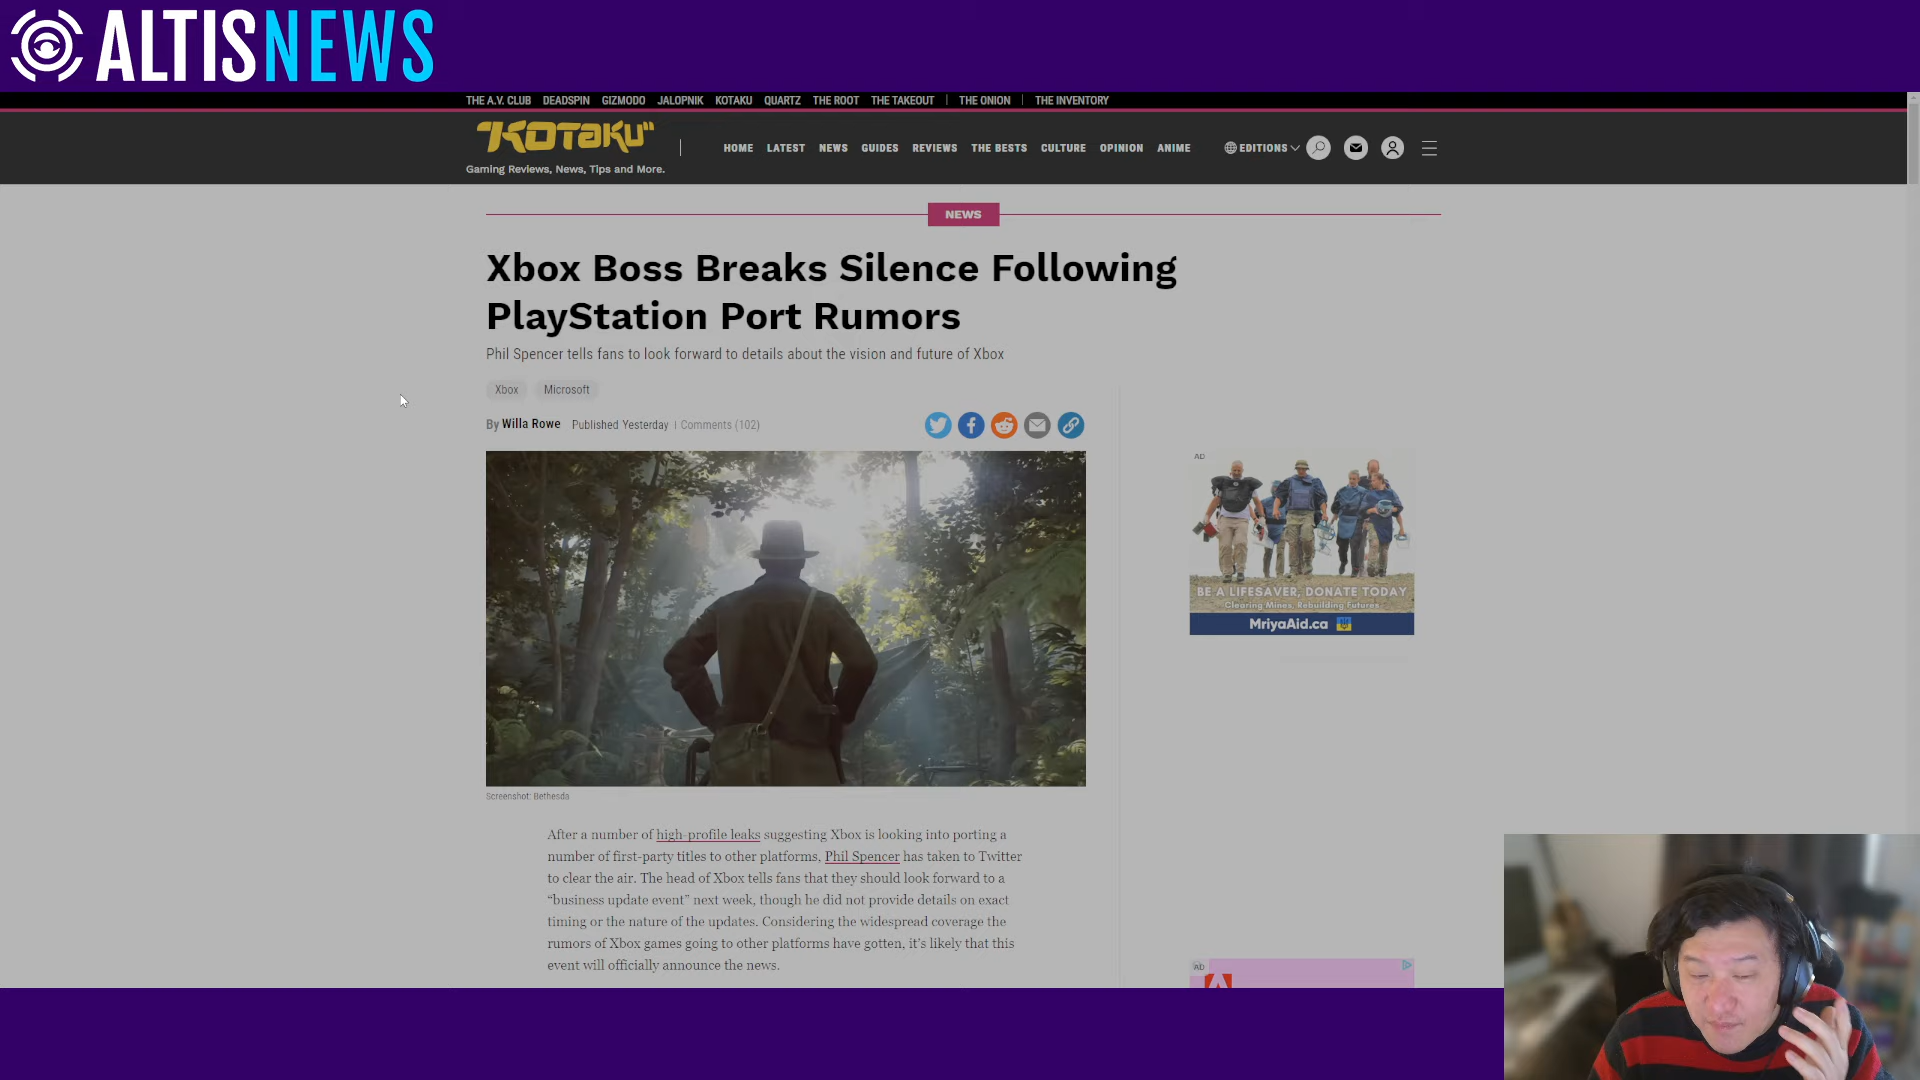 ALTISNEWS
THE A.V. CLUB DEADSPIN GIZMODO JALOPNIK KOTAKU QUARTZ THE ROOT THE TAKEOUT | THE ONION | THE INVENTORY
"KOTAKU"
HOME LATEST NEWS GUIDES REVIEWS THE BESTS CULTURE OPINION ANIME EDITIONS
Gaming Reviews, News, Tips and More.
NEWS
Xbox Boss Breaks Silence Following
PlayStation Port Rumors
Phil Spencer tells fans to look forward to details about the vision and future of Xbox
Xbox Microsoft
By Willa Rowe Published Yesterday | Comments (102)
AD
BE A LIFESAVER, DONATE TODAY
Clearing Mines, Rebuilding Futures
MriyaAid.ca
Screenshot: Bethesda
After a number of high-profile leaks suggesting Xbox is looking into porting a
number of first-party titles to other platforms, Phil Spencer has taken to Twitter
to clear the air. The head of Xbox tells fans that they should look forward to a
“business update event” next week, though he did not provide details on exact
timing or the nature of the updates. Considering the widespread coverage the
rumors of Xbox games going to other platforms have gotten, it’s likely that this
event will officially announce the news.
AD